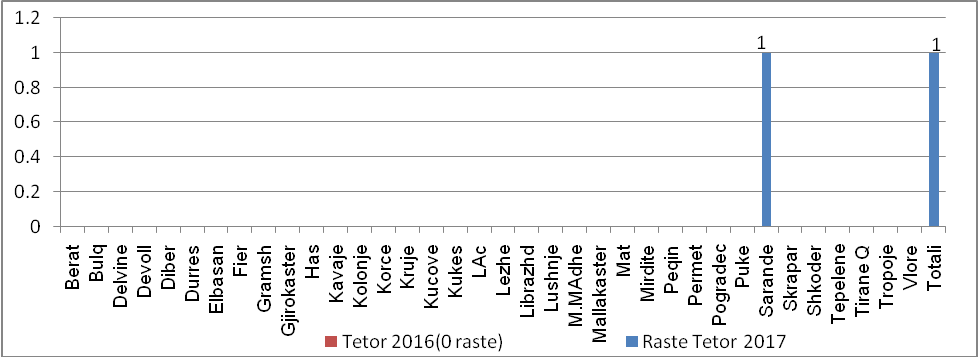 1.2
1
0.8
0.6
0.4
0.2
0
1
1
Berat
Bulq
Delvine
Devoll
Diber
Durres
Elbasan
Fier
Gramsh
Gjirokaster
Has
Kavaje
Kolonje
Korce
Kruje
Kucove
Kukes
LAc
Lezhe
Librazhd
Lushnje
M.MAdhe
Mallakaster
Mat
Mirdite
Peqin
Permet
Pogradec
Puke
Sarande
Skrapar
Shkoder
Tepelene
Tirane Q
Tropoje
Vlore
Totali
Tetor 2016(0 raste)
Raste Tetor 2017